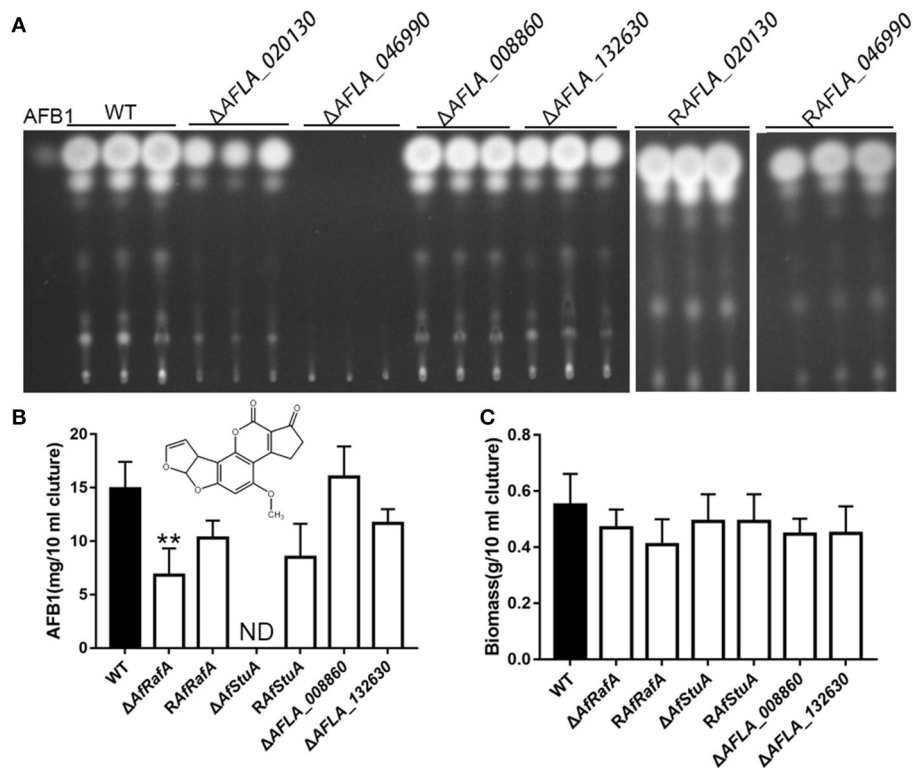 A
AFB1
WT
ΔAFLA_020130
ΔAFLA_046990
ΔAFLA_008860
ΔAFLA_132630
RAFLA_020130
RAFLA_046990
B
AFB1(mg/10 ml cluture)
20
15
10
5
0
**
ND
O
O
O
O
O
O
CH3
WT
ΔAfRafA
RAfRafA
ΔAfStuA
RAfStuA
ΔAFLA_008860
ΔAFLA_132630
C
Biomass(g/10 ml cluture)
0.8
0.6
0.4
0.2
0.0
WT
ΔAfRafA
RAfRafA
ΔAfStuA
RAfStuA
ΔAFLA_008860
ΔAFLA_132630